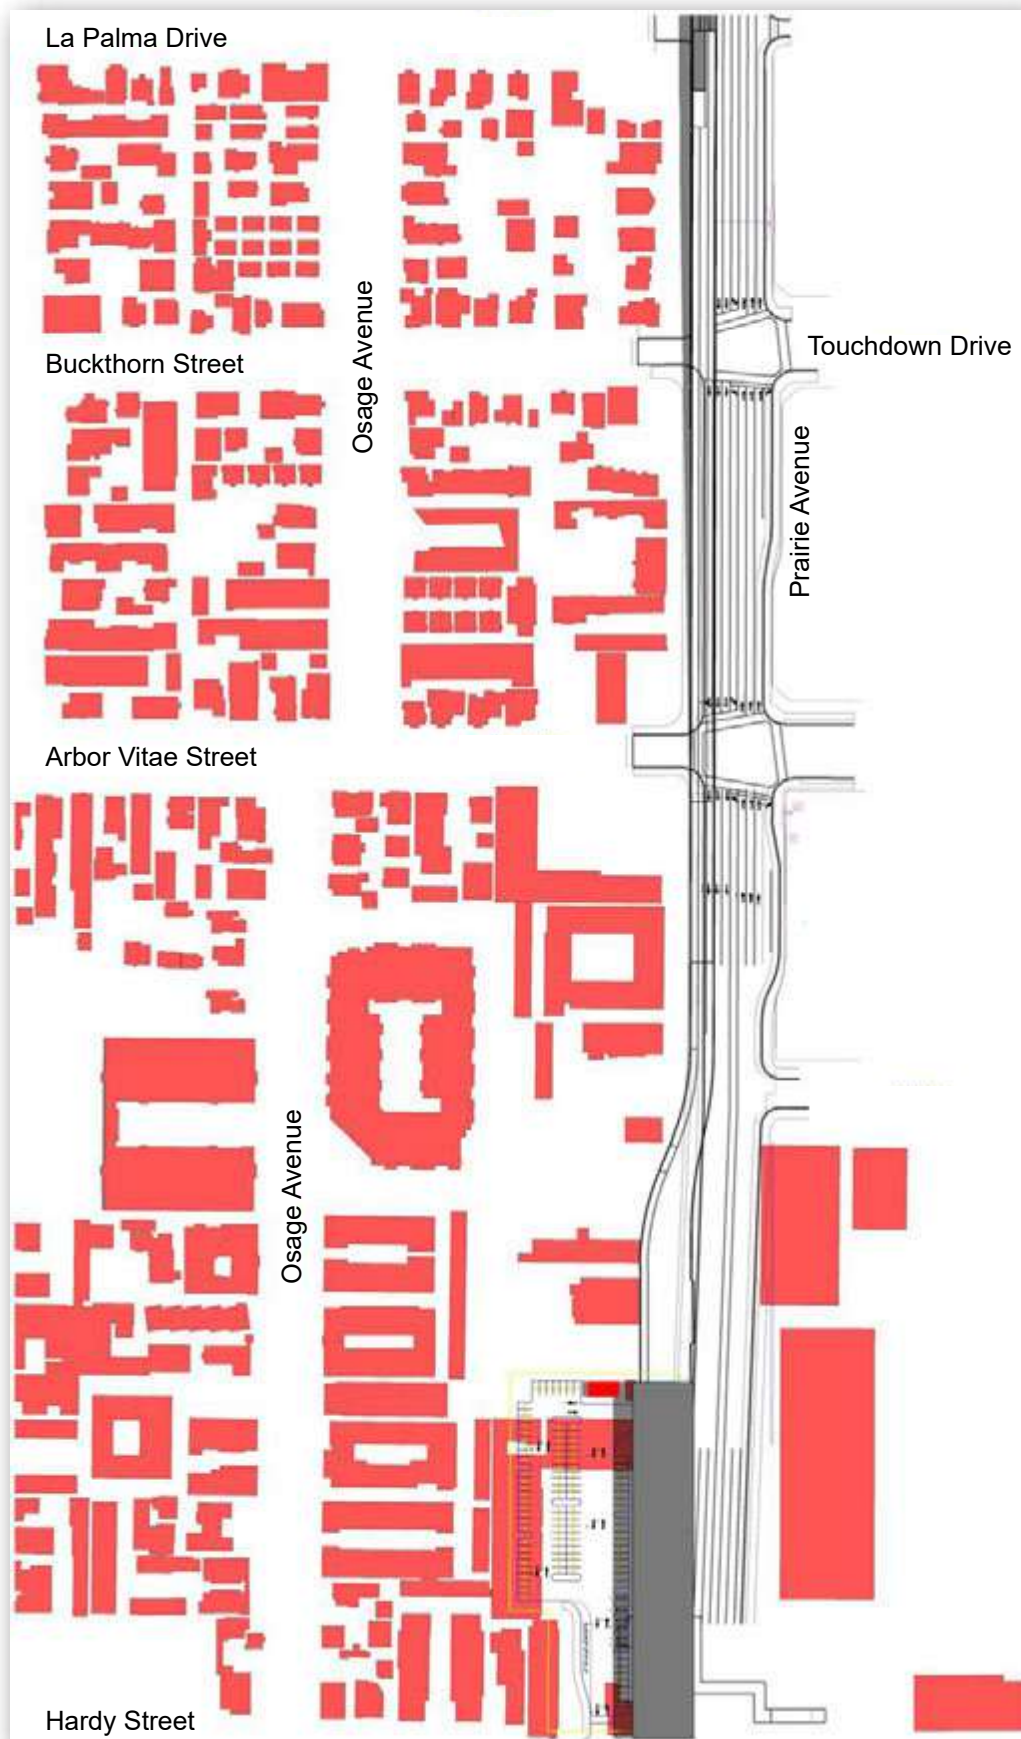 La Palma Drive
Osage Avenue
Buckthorn Street
Touchdown Drive
Prairie Avenue
Arbor Vitae Street
Osage Avenue
Hardy Street